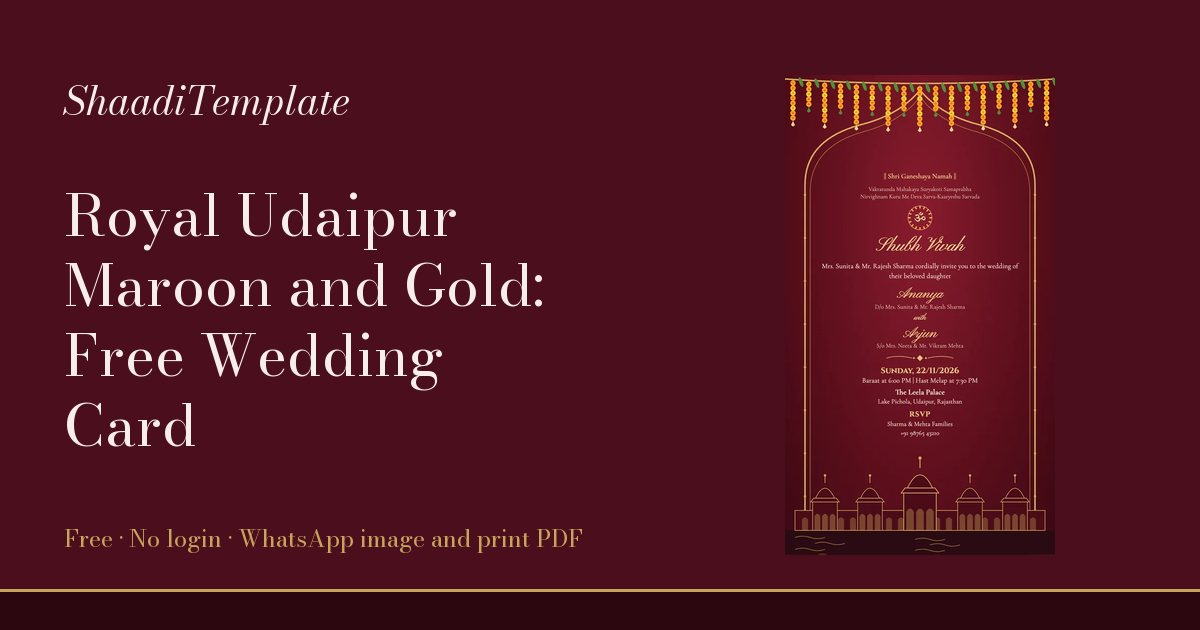 ShaadiTemplate
Royal Udaipur
Maroon and Gold:
Free Wedding
Card
Free · No login · WhatsApp image and print PDF
|| Shri Ganeshaya Namah ||
Vakratunda Mahakaya Suryakoti Samaprabha
Nirvighnam Kuru Me Deva Sarva-Kaaryeshu Sarvada
ॐ
Shubh Vivah
Mrs. Sunita & Mr. Rajesh Sharma cordially invite you to the wedding of
their beloved daughter
Ananya
D/o Mrs. Sunita & Mr. Rajesh Sharma
with
Arjun
S/o Mrs. Neeta & Mr. Vikram Mehta
Sunday, 22/11/2026
Baraat at 6:00 PM | Hast Melap at 7:30 PM
The Leela Palace
Lake Pichola, Udaipur, Rajasthan
RSVP
Sharma & Mehta Families
+91 98765 43210